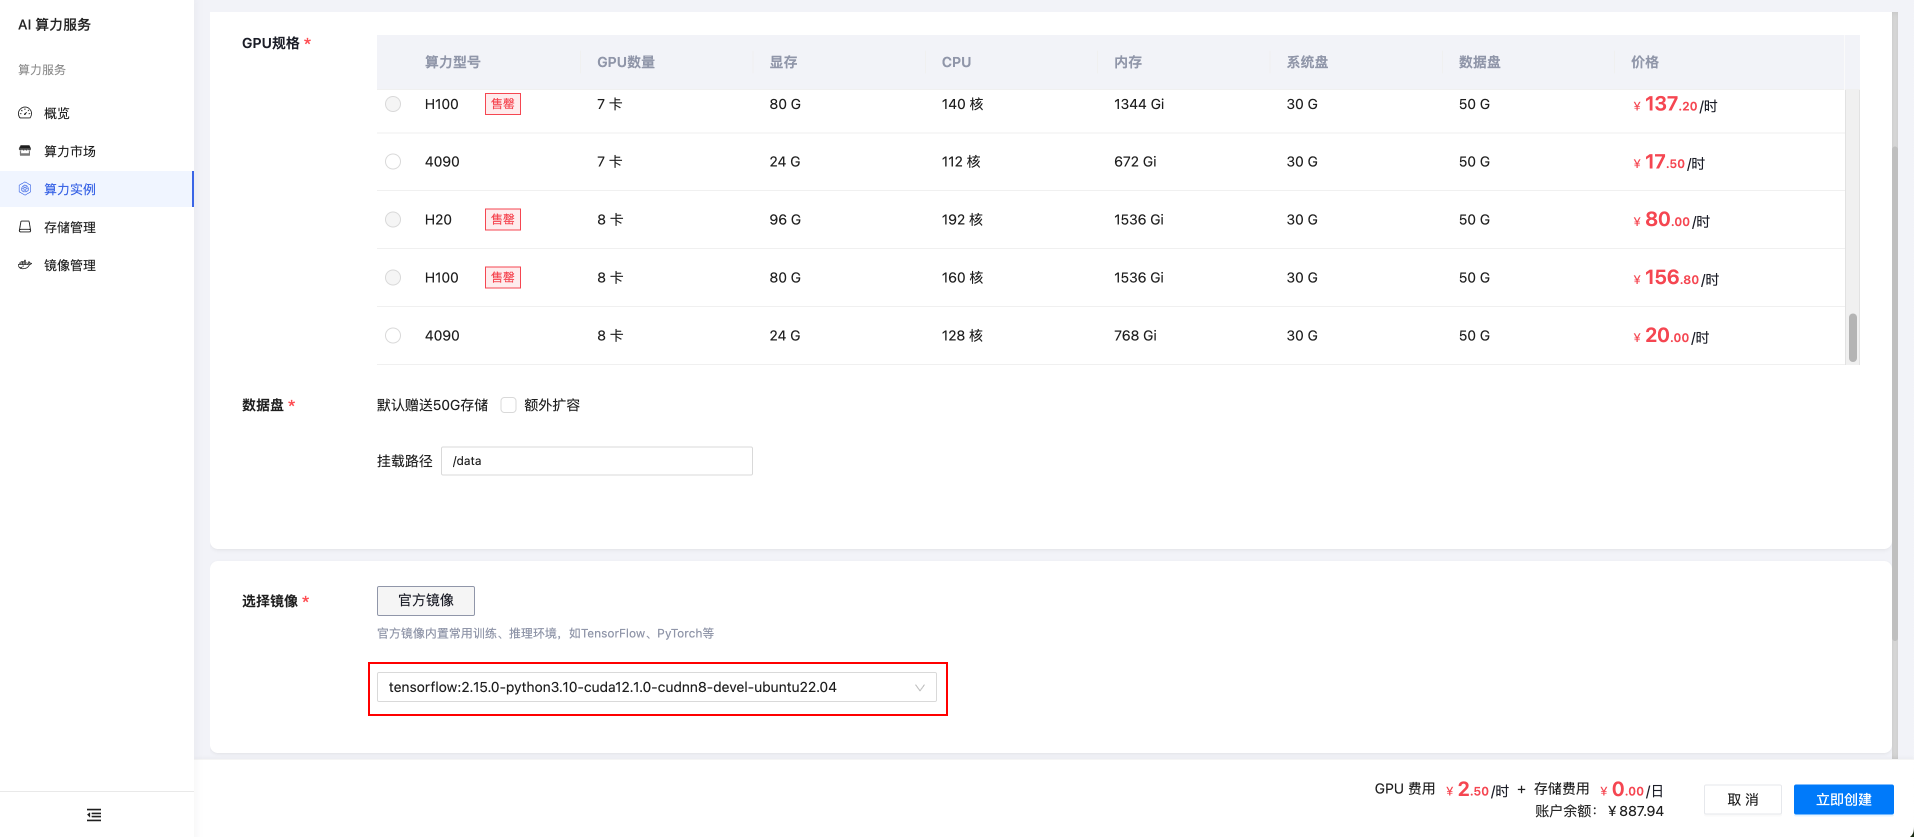 AI 算力服务
算力服务
概览
算力市场
算力实例
存储管理
镜像管理
GPU规格 *
算力型号 GPU数量 显存 CPU 内存 系统盘 数据盘 价格
H100 售罄 7 卡 80 G 140 核 1344 Gi 30 G 50 G ¥ 137.20/时
4090 7 卡 24 G 112 核 672 Gi 30 G 50 G ¥ 17.50/时
H20 售罄 8 卡 96 G 192 核 1536 Gi 30 G 50 G ¥ 80.00/时
H100 售罄 8 卡 80 G 160 核 1536 Gi 30 G 50 G ¥ 156.80/时
4090 8 卡 24 G 128 核 768 Gi 30 G 50 G ¥ 20.00/时
数据盘 * 默认赠送50G存储 额外扩容
挂载路径 /data
选择镜像 * 官方镜像
官方镜像内置常用训练、推理环境，如TensorFlow、PyTorch等
tensorflow:2.15.0-python3.10-cuda12.1.0-cudnn8-devel-ubuntu22.04
GPU 费用 ¥ 2.50/时 + 存储费用 ¥ 0.00/日
账户余额：¥887.94
取 消
立即创建